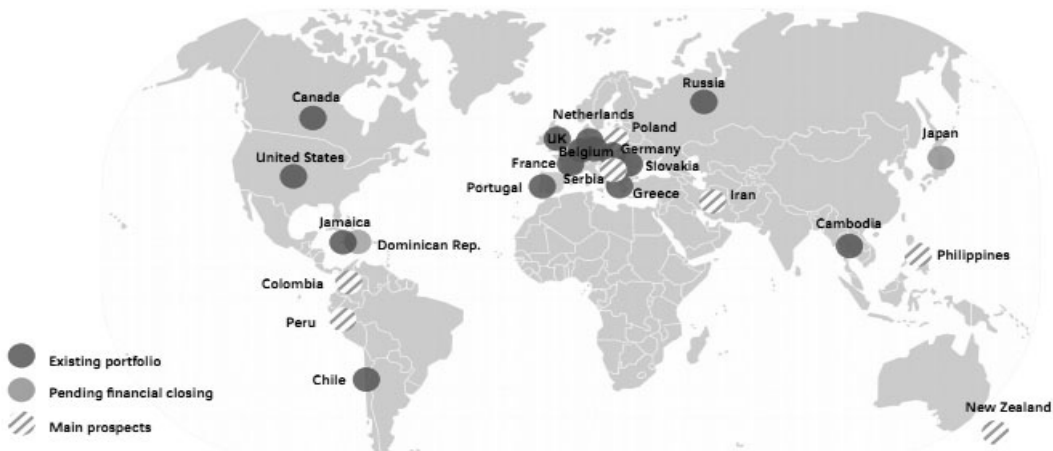 Russia
Canada
Netherlands
Poland
Japan
UK
Germany
Belgium
United States
France
Slovakia
Serbia
Portugal
Greece
Iran
Jamaica
Cambodia
Dominican Rep.
Philippines
Colombia
Peru
Existing portfolio
Chile
Pending financial closing
New Zealand
Main prospects